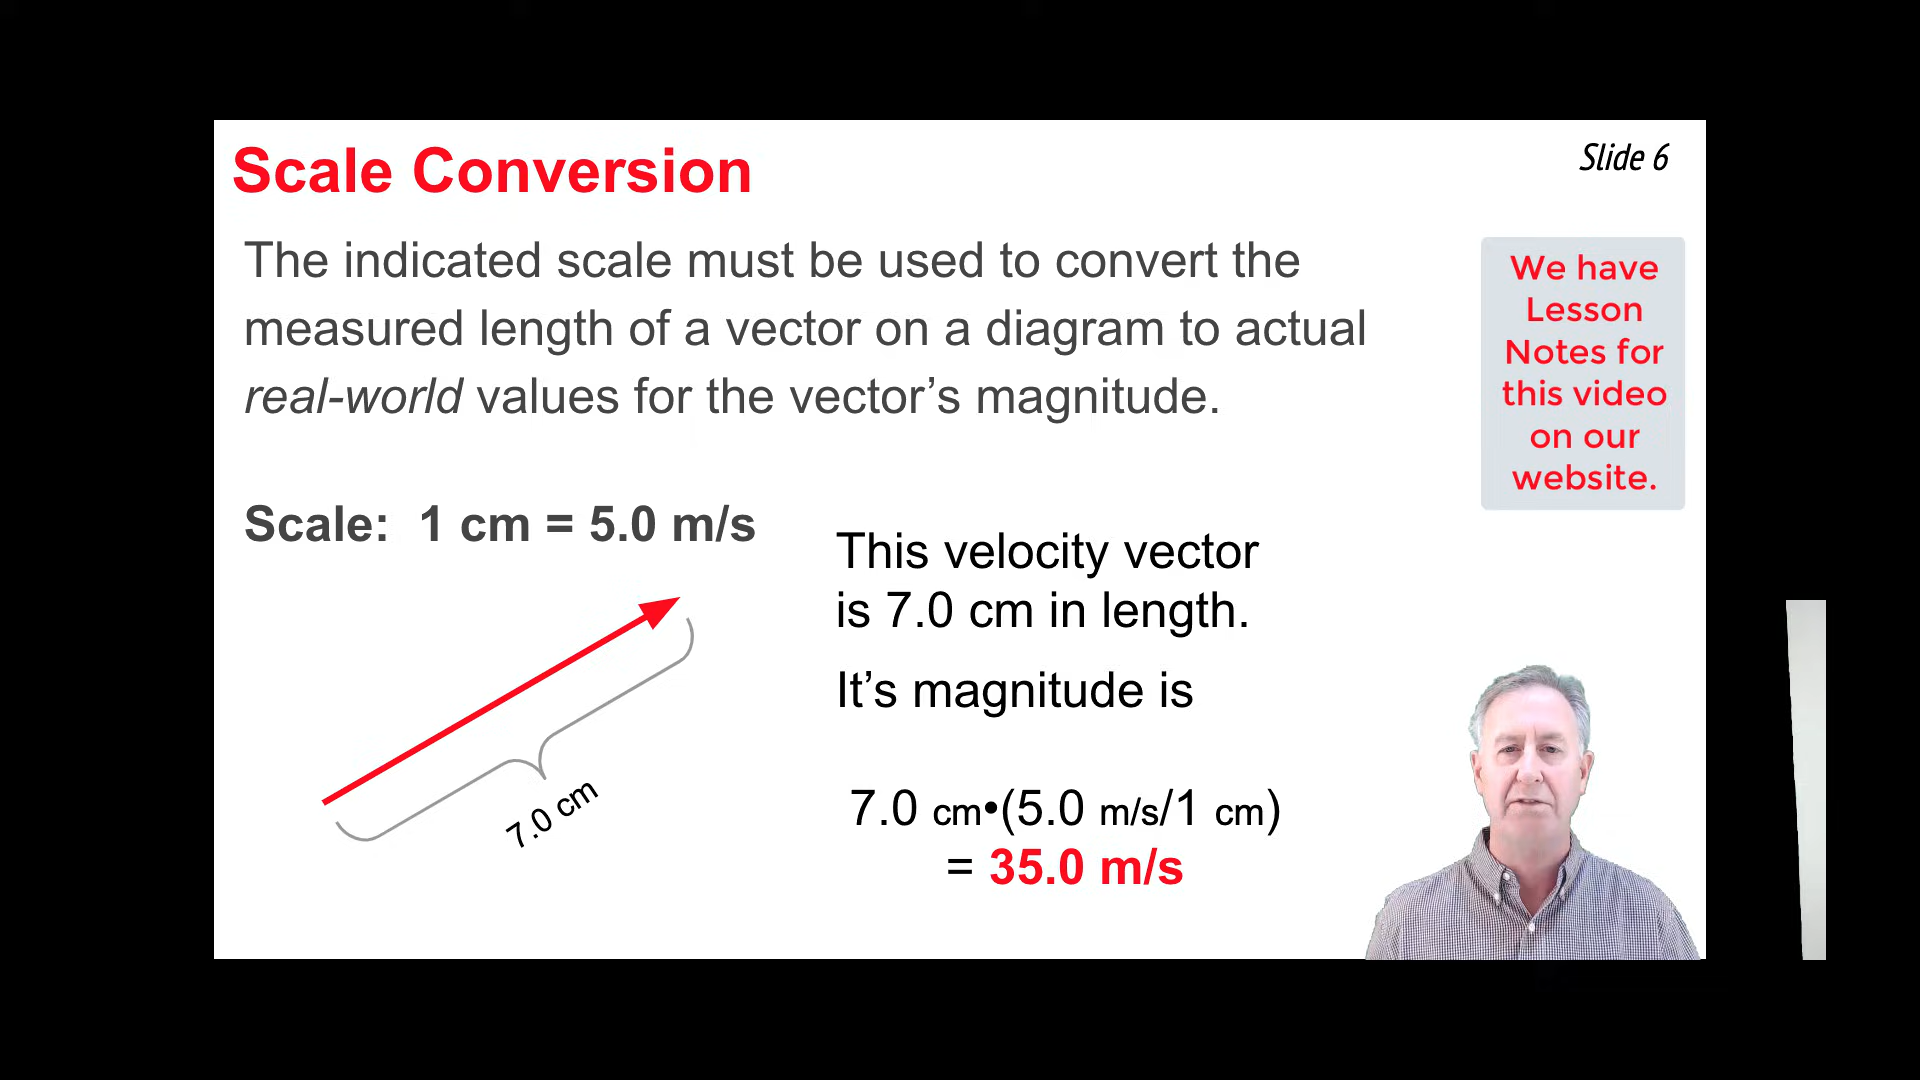 Scale Conversion
Slide 6
The indicated scale must be used to convert the
measured length of a vector on a diagram to actual
real-world values for the vector’s magnitude.
We have
Lesson
Notes for
this video
on our
website.
Scale: 1 cm = 5.0 m/s
7.0 cm
This velocity vector
is 7.0 cm in length.
It’s magnitude is
7.0 cm•(5.0 m/s/1 cm)
= 35.0 m/s